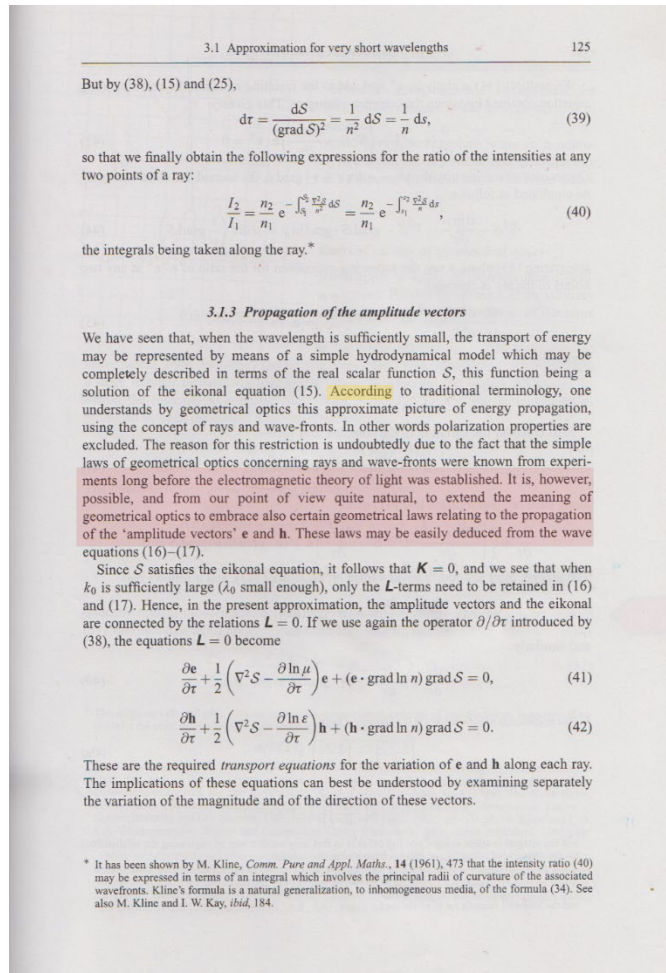 3.1 Approximation for very short wavelengths 125
But by (38), (15) and (25),
dτ = dS/(grad S)² = 1/n² dS = 1/n ds, (39)
so that we finally obtain the following expressions for the ratio of the intensities at any
two points of a ray:
I₂/I₁ = n₂/n₁ e^{−∫_{S₁}^{S₂} ∇²S/n² dS} = n₂/n₁ e^{−∫_{s₁}^{s₂} ∇²S/n ds}, (40)
the integrals being taken along the ray.*
3.1.3 Propagation of the amplitude vectors
We have seen that, when the wavelength is sufficiently small, the transport of energy
may be represented by means of a simple hydrodynamical model which may be
completely described in terms of the real scalar function S, this function being a
solution of the eikonal equation (15). According to traditional terminology, one
understands by geometrical optics this approximate picture of energy propagation,
using the concept of rays and wave-fronts. In other words polarization properties are
excluded. The reason for this restriction is undoubtedly due to the fact that the simple
laws of geometrical optics concerning rays and wave-fronts were known from experi-
ments long before the electromagnetic theory of light was established. It is, however,
possible, and from our point of view quite natural, to extend the meaning of
geometrical optics to embrace also certain geometrical laws relating to the propagation
of the ‘amplitude vectors’ e and h. These laws may be easily deduced from the wave
equations (16)–(17).
Since S satisfies the eikonal equation, it follows that K = 0, and we see that when
k₀ is sufficiently large (λ₀ small enough), only the L-terms need to be retained in (16)
and (17). Hence, in the present approximation, the amplitude vectors and the eikonal
are connected by the relations L = 0. If we use again the operator ∂/∂τ introduced by
(38), the equations L = 0 become
∂e/∂τ + 1/2 (∇²S − ∂ ln μ/∂τ) e + (e · grad ln n) grad S = 0, (41)
∂h/∂τ + 1/2 (∇²S − ∂ ln ε/∂τ) h + (h · grad ln n) grad S = 0. (42)
These are the required transport equations for the variation of e and h along each ray.
The implications of these equations can best be understood by examining separately
the variation of the magnitude and of the direction of these vectors.
* It has been shown by M. Kline, Comm. Pure and Appl. Maths., 14 (1961), 473 that the intensity ratio (40)
may be expressed in terms of an integral which involves the principal radii of curvature of the associated
wavefronts. Kline’s formula is a natural generalization, to inhomogeneous media, of the formula (34). See
also M. Kline and I. W. Kay, ibid, 184.